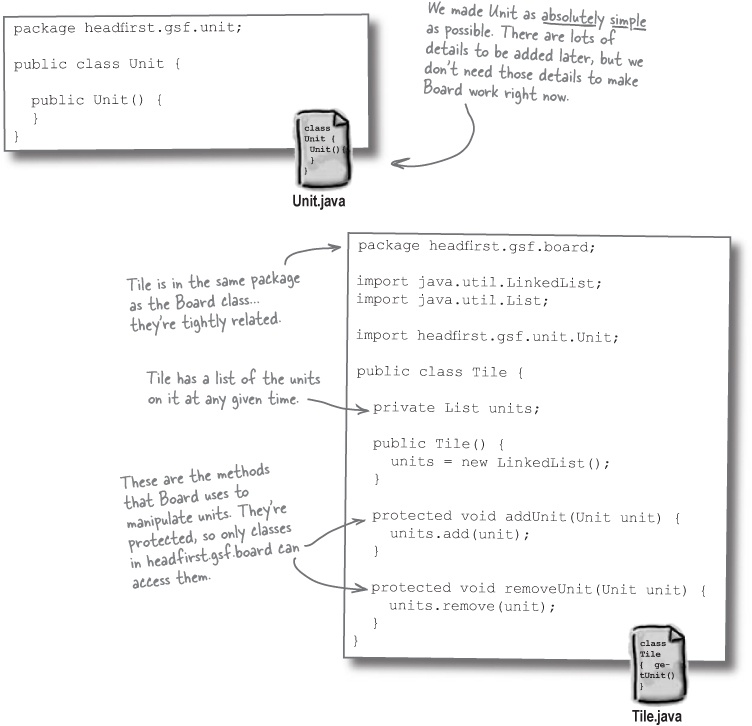 package headfirst.gsf.unit;
public class Unit {
public Unit() {
}
}
We made Unit as absolutely simple
as possible. There are lots of
details to be added later, but we
don't need those details to make
Board work right now.
class
Unit {
Unit(){
}
}
Unit.java
package headfirst.gsf.board;
import java.util.LinkedList;
import java.util.List;
import headfirst.gsf.unit.Unit;
public class Tile {
private List units;
public Tile() {
units = new LinkedList();
}
protected void addUnit(Unit unit) {
units.add(unit);
}
protected void removeUnit(Unit unit) {
units.remove(unit);
}
}
Tile is in the same package
as the Board class...
they're tightly related.
Tile has a list of the units
on it at any given time.
These are the methods
that Board uses to
manipulate units. They're
protected, so only classes
in headfirst.gsf.board can
access them.
class
Tile
{ ge-
tUnit()
}
Tile.java